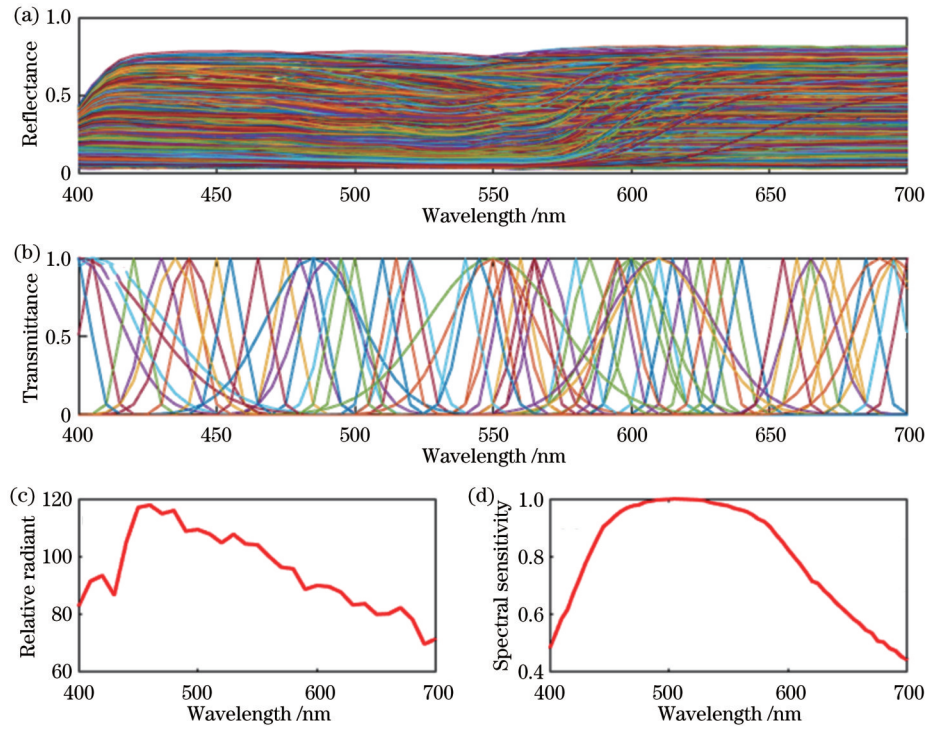 (a)
1.0
0.5
0
Reflectance
400 450 500 550 600 650 700
Wavelength /nm
(b)
1.0
0.5
0
Transmittance
400 450 500 550 600 650 700
Wavelength /nm
(c)
120
100
80
60
Relative radiant
400 500 600 700
Wavelength /nm
(d)
1.0
0.8
0.6
0.4
Spectral sensitivity
400 500 600 700
Wavelength /nm